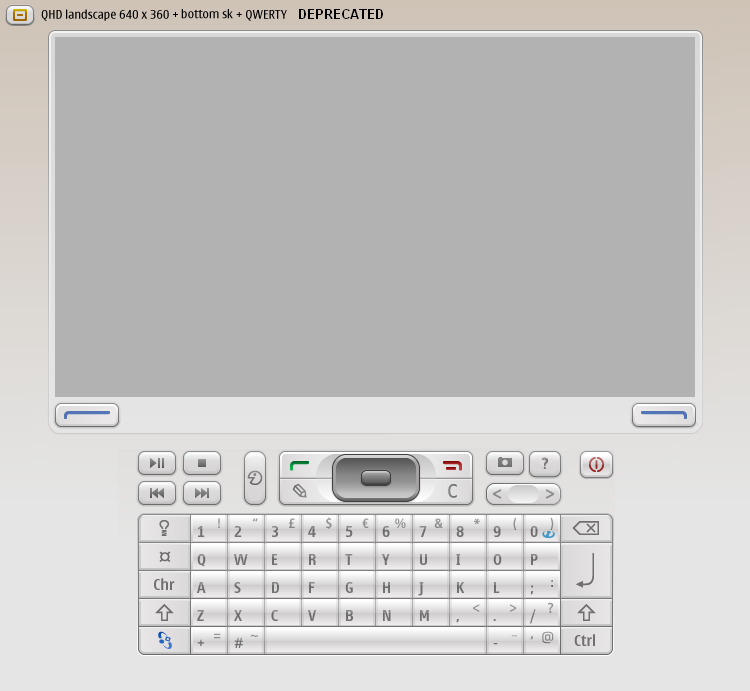 QHD landscape 640 x 360 + bottom sk + QWERTY DEPRECATED
?
C
< >
1 ! 2 “ 3 £ 4 $ 5 € 6 % 7 & 8 * 9 ( 0 )
¤ Q W E R T Y U I O P
Chr A S D F G H J K L ; :
Z X C V B N M , < . > / ?
+ = # ~ - ¨ ' @ Ctrl